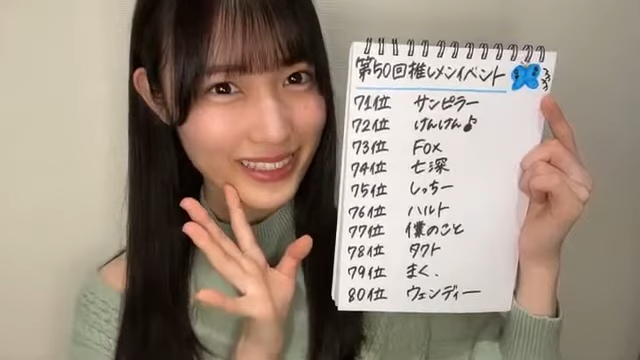 第50回推しメンイベント
71位 サンピラー
72位 けんけん♪
73位 FOX
74位 七深
75位 しっちー
76位 ハルト
77位 僕のこと
78位 タクト
79位 まく、
80位 ウェンディー